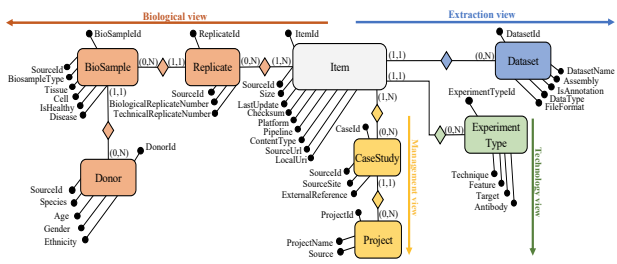 Biological view
Extraction view
BioSampleId
ReplicateId
ItemId
DatasetId
(0,N)
(1,1)
(0,N)
(1,N)
(1,1)
(0,N)
BioSample
Replicate
Item
Dataset
SourceId
BiosampleType
Tissue
Cell
IsHealthy
Disease
(1,1)
SourceId
BiologicalReplicateNumber
TechnicalReplicateNumber
SourceId
Size
LastUpdate
Checksum
Platform
Pipeline
ContentType
SourceUrl
LocalUri
(1,1)
(1,N)
DatasetName
Assembly
IsAnnotation
DataType
FileFormat
ExperimentTypeId
CaseId
(0,N)
(0,N)
Experiment
Type
(0,N)
DonorId
Donor
CaseStudy
SourceId
SourceSite
ExternalReference
(1,1)
Management view
Technology view
Technique
Feature
Target
Antibody
SourceId
Species
Age
Gender
Ethnicity
ProjectId
(0,N)
Project
ProjectName
Source